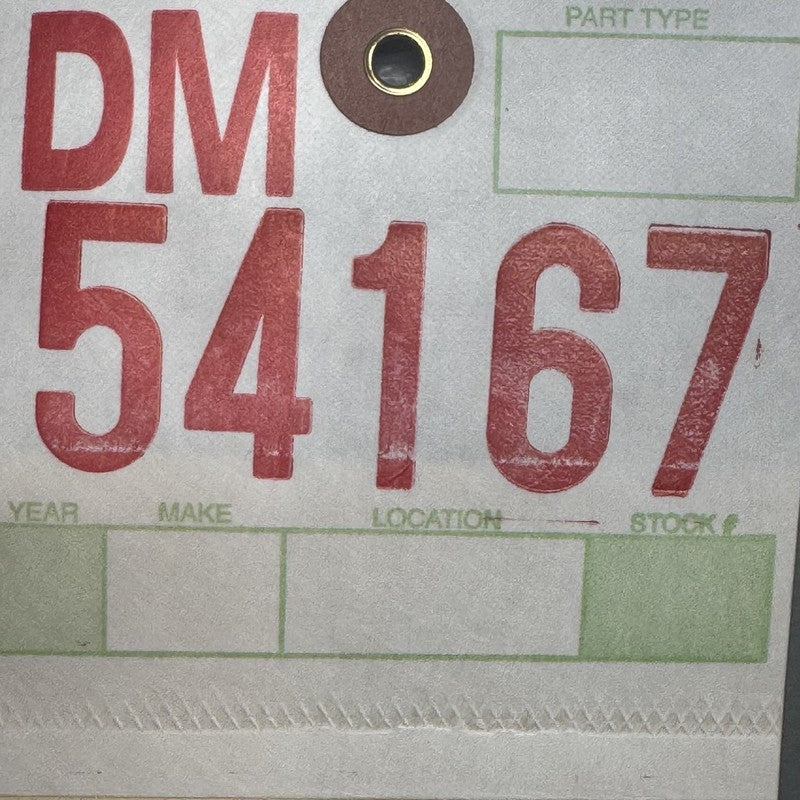 DM
PART TYPE
54167
YEAR MAKE LOCATION STOCK #